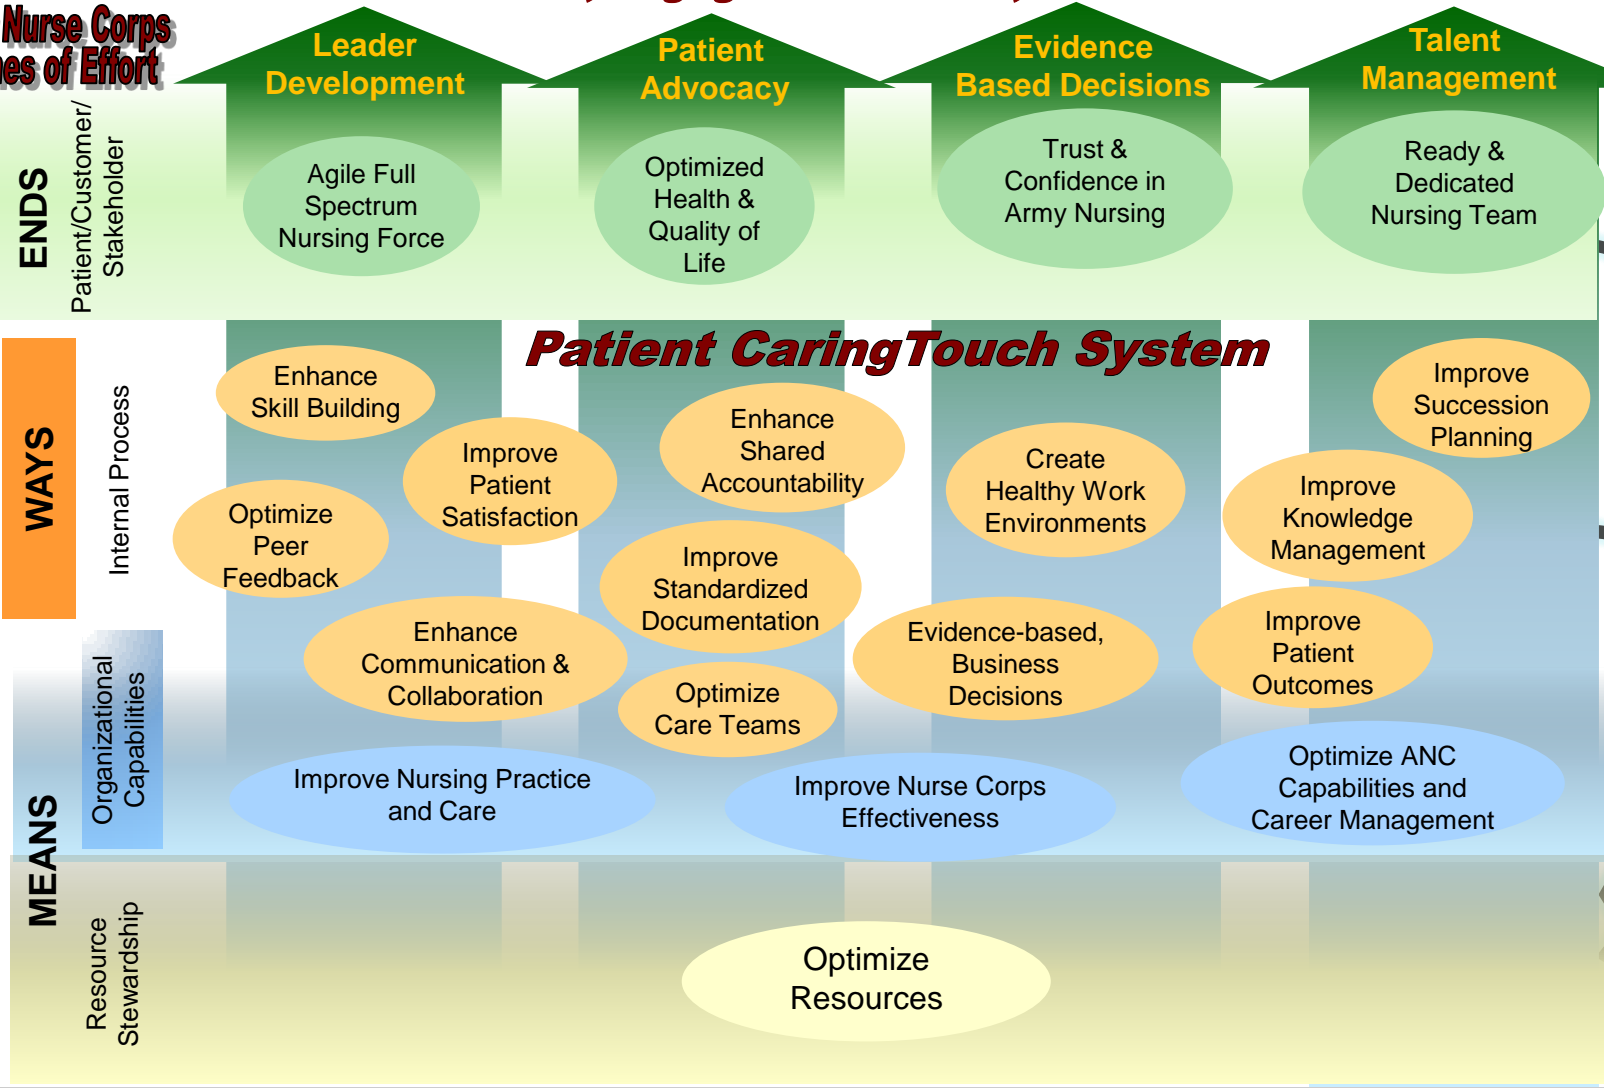 Nurse Corps
of Effort
Leader
Development
Patient
Advocacy
Evidence
Based Decisions
Talent
Management
ENDS
Patient/Customer/
Stakeholder
Agile Full
Spectrum
Nursing Force
Optimized
Health &
Quality of
Life
Trust &
Confidence in
Army Nursing
Ready &
Dedicated
Nursing Team
Patient CaringTouch System
WAYS
Internal Process
Enhance
Skill Building
Improve
Patient
Satisfaction
Optimize
Peer
Feedback
Enhance
Communication &
Collaboration
Enhance
Shared
Accountability
Improve
Standardized
Documentation
Optimize
Care Teams
Create
Healthy Work
Environments
Evidence-based,
Business
Decisions
Improve
Succession
Planning
Improve
Knowledge
Management
Improve
Patient
Outcomes
MEANS
Organizational
Capabilities
Improve Nursing Practice
and Care
Improve Nurse Corps
Effectiveness
Optimize ANC
Capabilities and
Career Management
Resource
Stewardship
Optimize
Resources